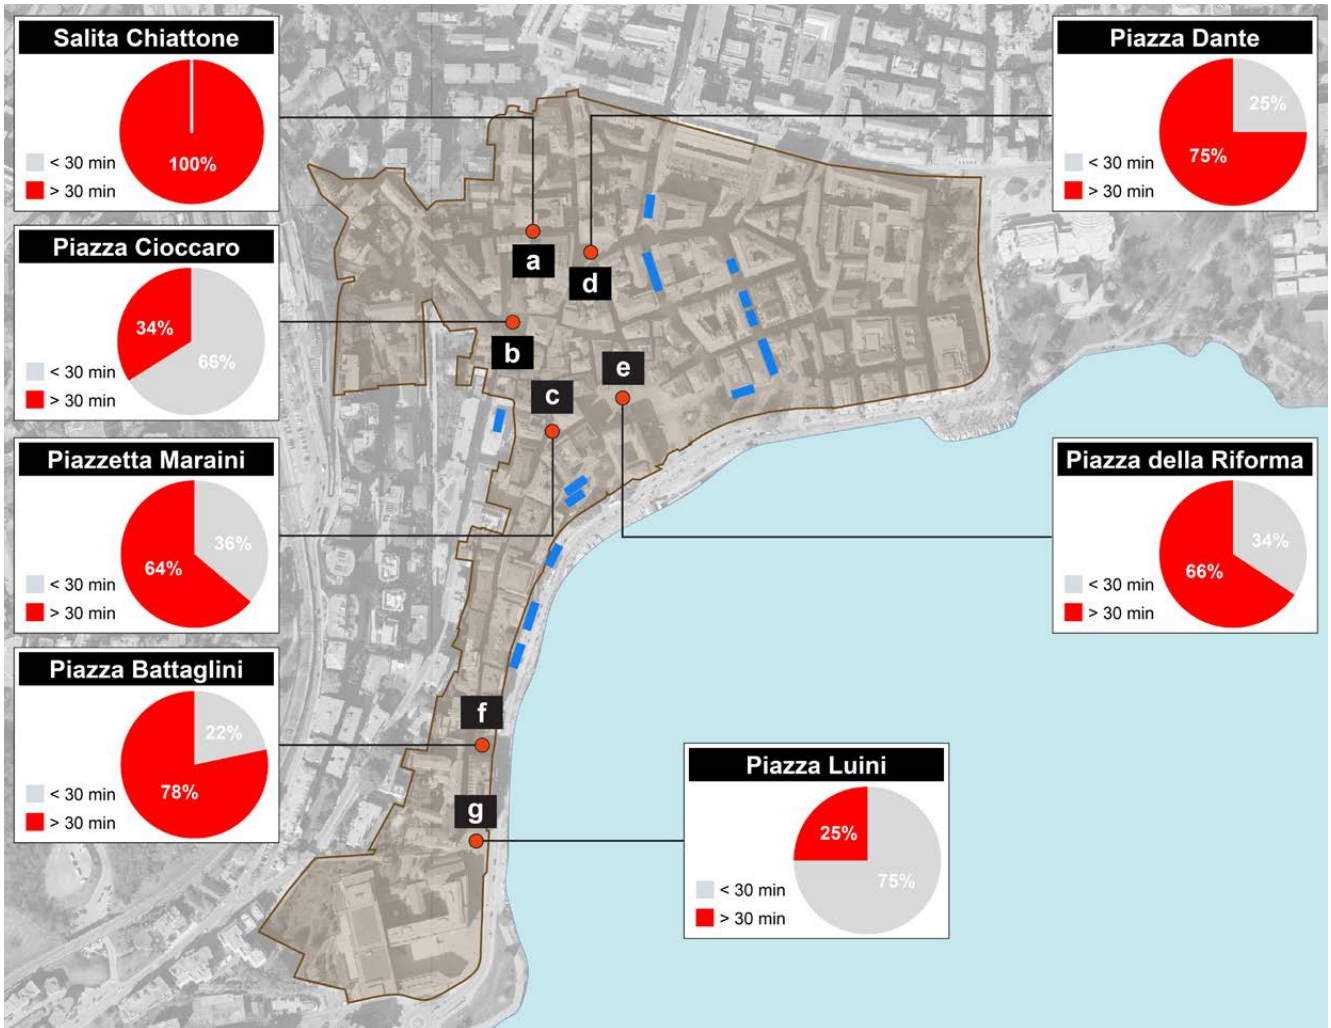 Salita Chiattone
100%
< 30 min
> 30 min
Piazza Dante
25%
75%
< 30 min
> 30 min
Piazza Cioccaro
34%
66%
< 30 min
> 30 min
Piazzetta Maraini
36%
64%
< 30 min
> 30 min
Piazza della Riforma
34%
66%
< 30 min
> 30 min
Piazza Battaglini
22%
78%
< 30 min
> 30 min
Piazza Luini
25%
75%
< 30 min
> 30 min
a
d
b
e
c
f
g